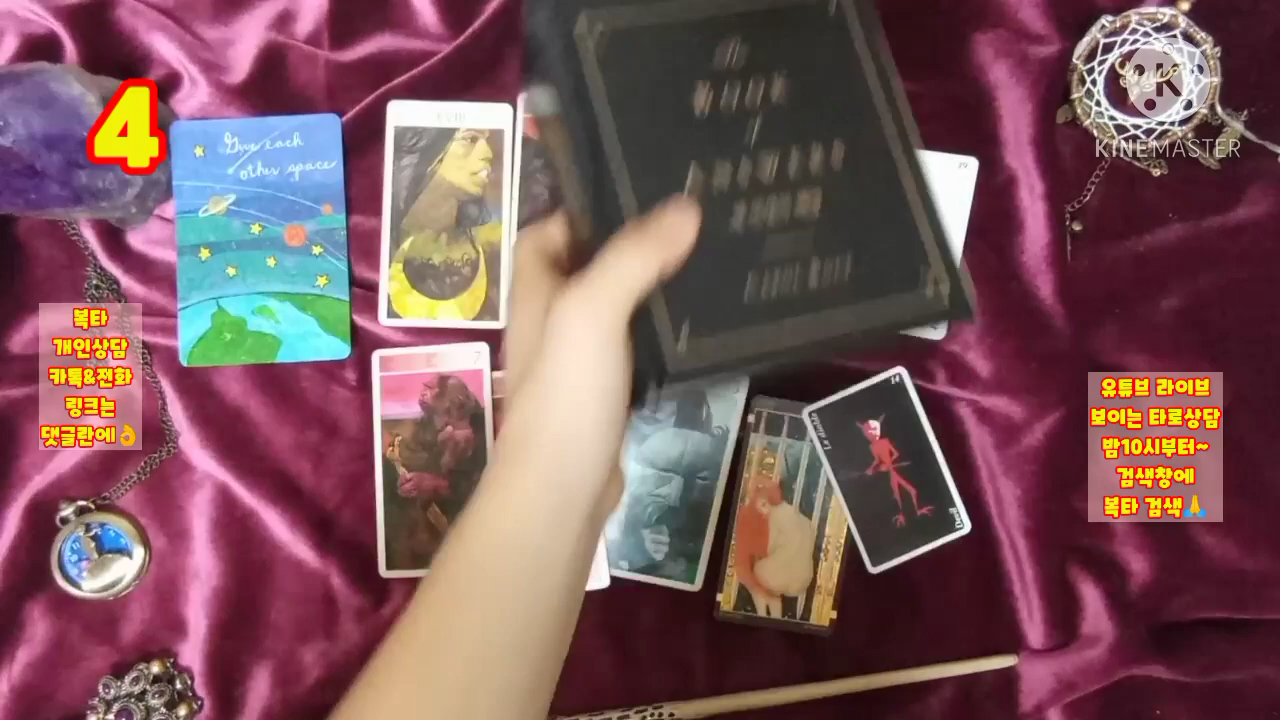 4
Give each
other space
XVIII
K
KINEMASTER
7
14
Le diable
Devil
복타
개인상담
카톡&전화
링크는
댓글란에👌
유튜브 라이브
보이는 타로상담
밤10시부터~
검색창에
복타 검색🙏